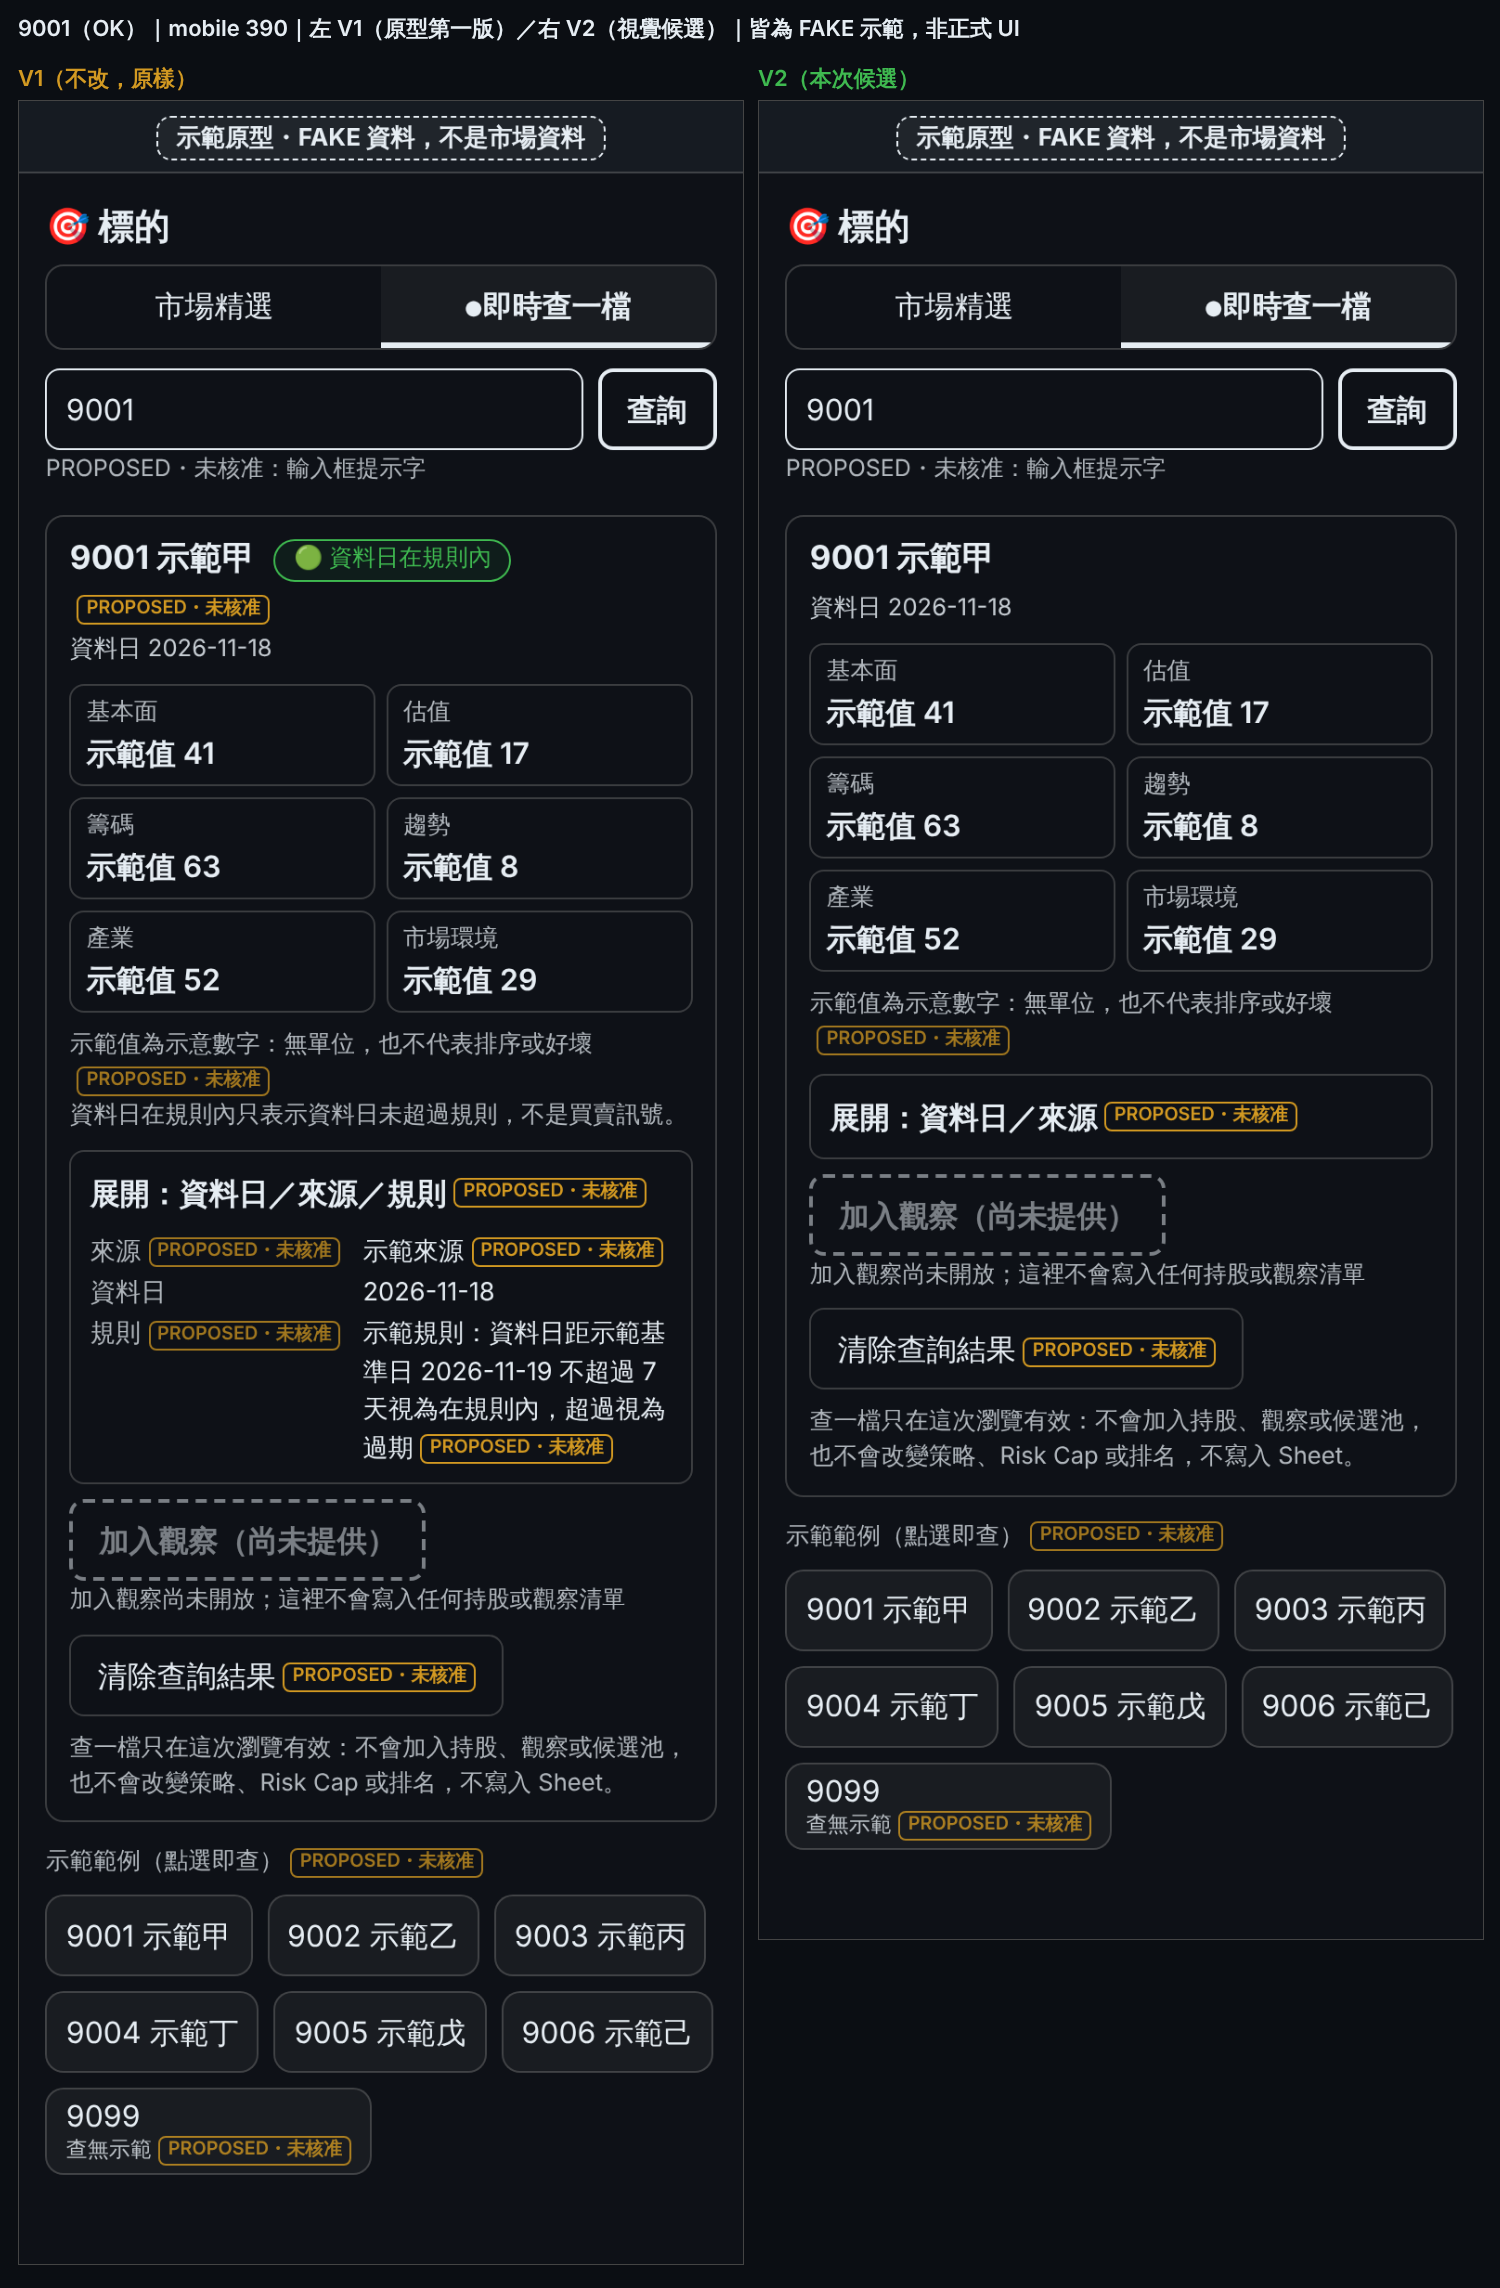 9001（OK）｜mobile 390｜左 V1（原型第一版）／右 V2（視覺候選）｜皆為 FAKE 示範，非正式 UI
V1（不改，原樣）
示範原型・FAKE 資料，不是市場資料
🎯 標的
市場精選
●即時查一檔
9001
查詢
PROPOSED・未核准：輸入框提示字
9001 示範甲
🟢 資料日在規則內
PROPOSED・未核准
資料日 2026-11-18
基本面
示範值 41
估值
示範值 17
籌碼
示範值 63
趨勢
示範值 8
產業
示範值 52
市場環境
示範值 29
示範值為示意數字：無單位，也不代表排序或好壞
PROPOSED・未核准
資料日在規則內只表示資料日未超過規則，不是買賣訊號。
展開：資料日／來源／規則 PROPOSED・未核准
來源 PROPOSED・未核准
示範來源 PROPOSED・未核准
資料日
2026-11-18
規則 PROPOSED・未核准
示範規則：資料日距示範基
準日 2026-11-19 不超過 7
天視為在規則內，超過視為
過期 PROPOSED・未核准
加入觀察（尚未提供）
加入觀察尚未開放；這裡不會寫入任何持股或觀察清單
清除查詢結果 PROPOSED・未核准
查一檔只在這次瀏覽有效：不會加入持股、觀察或候選池，
也不會改變策略、Risk Cap 或排名，不寫入 Sheet。
示範範例（點選即查） PROPOSED・未核准
9001 示範甲
9002 示範乙
9003 示範丙
9004 示範丁
9005 示範戊
9006 示範己
9099
查無示範 PROPOSED・未核准
V2（本次候選）
示範原型・FAKE 資料，不是市場資料
🎯 標的
市場精選
●即時查一檔
9001
查詢
PROPOSED・未核准：輸入框提示字
9001 示範甲
資料日 2026-11-18
基本面
示範值 41
估值
示範值 17
籌碼
示範值 63
趨勢
示範值 8
產業
示範值 52
市場環境
示範值 29
示範值為示意數字：無單位，也不代表排序或好壞
PROPOSED・未核准
展開：資料日／來源 PROPOSED・未核准
加入觀察（尚未提供）
加入觀察尚未開放；這裡不會寫入任何持股或觀察清單
清除查詢結果 PROPOSED・未核准
查一檔只在這次瀏覽有效：不會加入持股、觀察或候選池，
也不會改變策略、Risk Cap 或排名，不寫入 Sheet。
示範範例（點選即查） PROPOSED・未核准
9001 示範甲
9002 示範乙
9003 示範丙
9004 示範丁
9005 示範戊
9006 示範己
9099
查無示範 PROPOSED・未核准